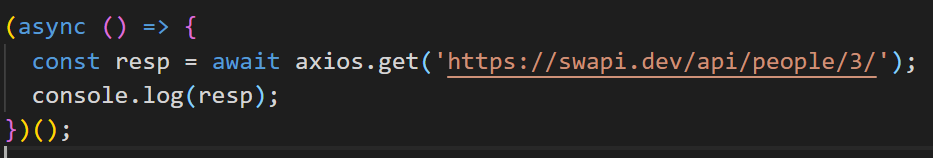 (async () => {
  const resp = await axios.get('https://swapi.dev/api/people/3/');
  console.log(resp);
})();